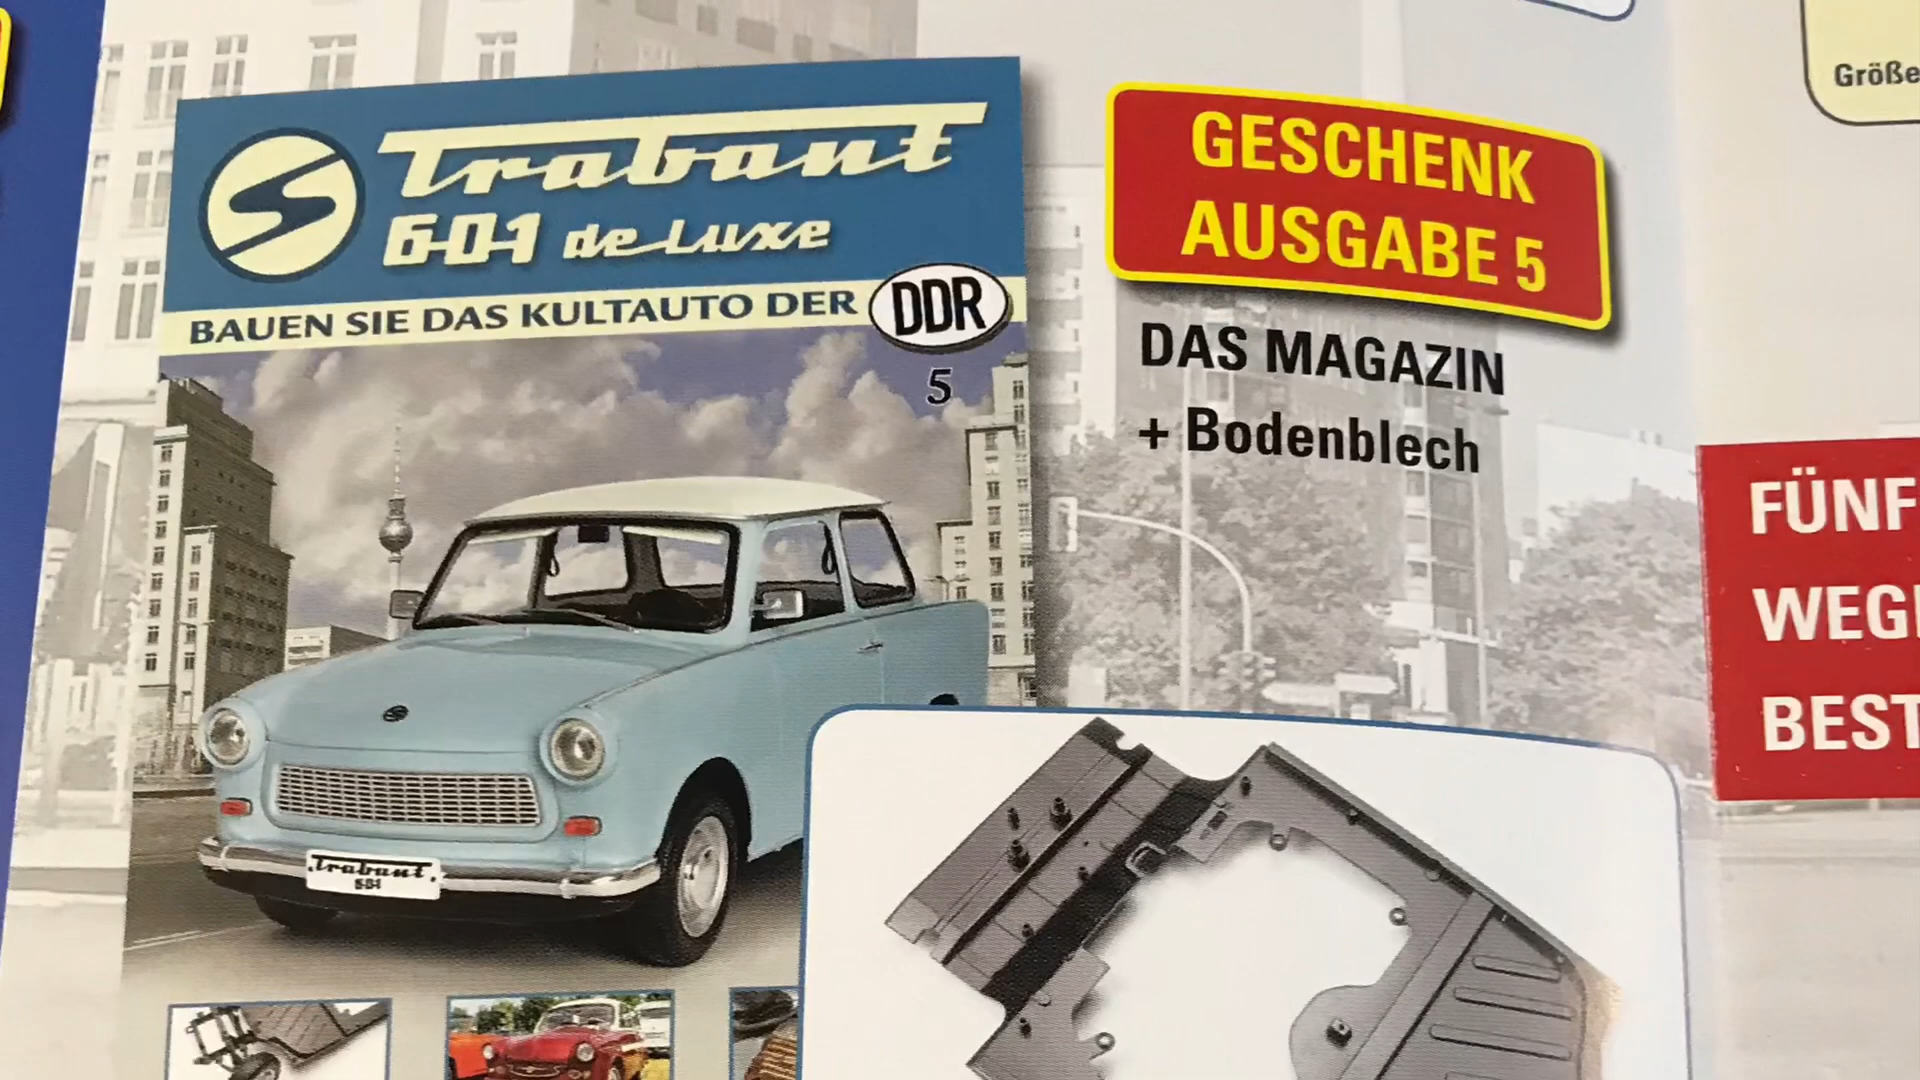 Trabant
601 de Luxe
BAUEN SIE DAS KULTAUTO DER DDR
5
Trabant
601
GESCHENK
AUSGABE 5
DAS MAGAZIN
+ Bodenblech
Größe
FÜNF
BEST